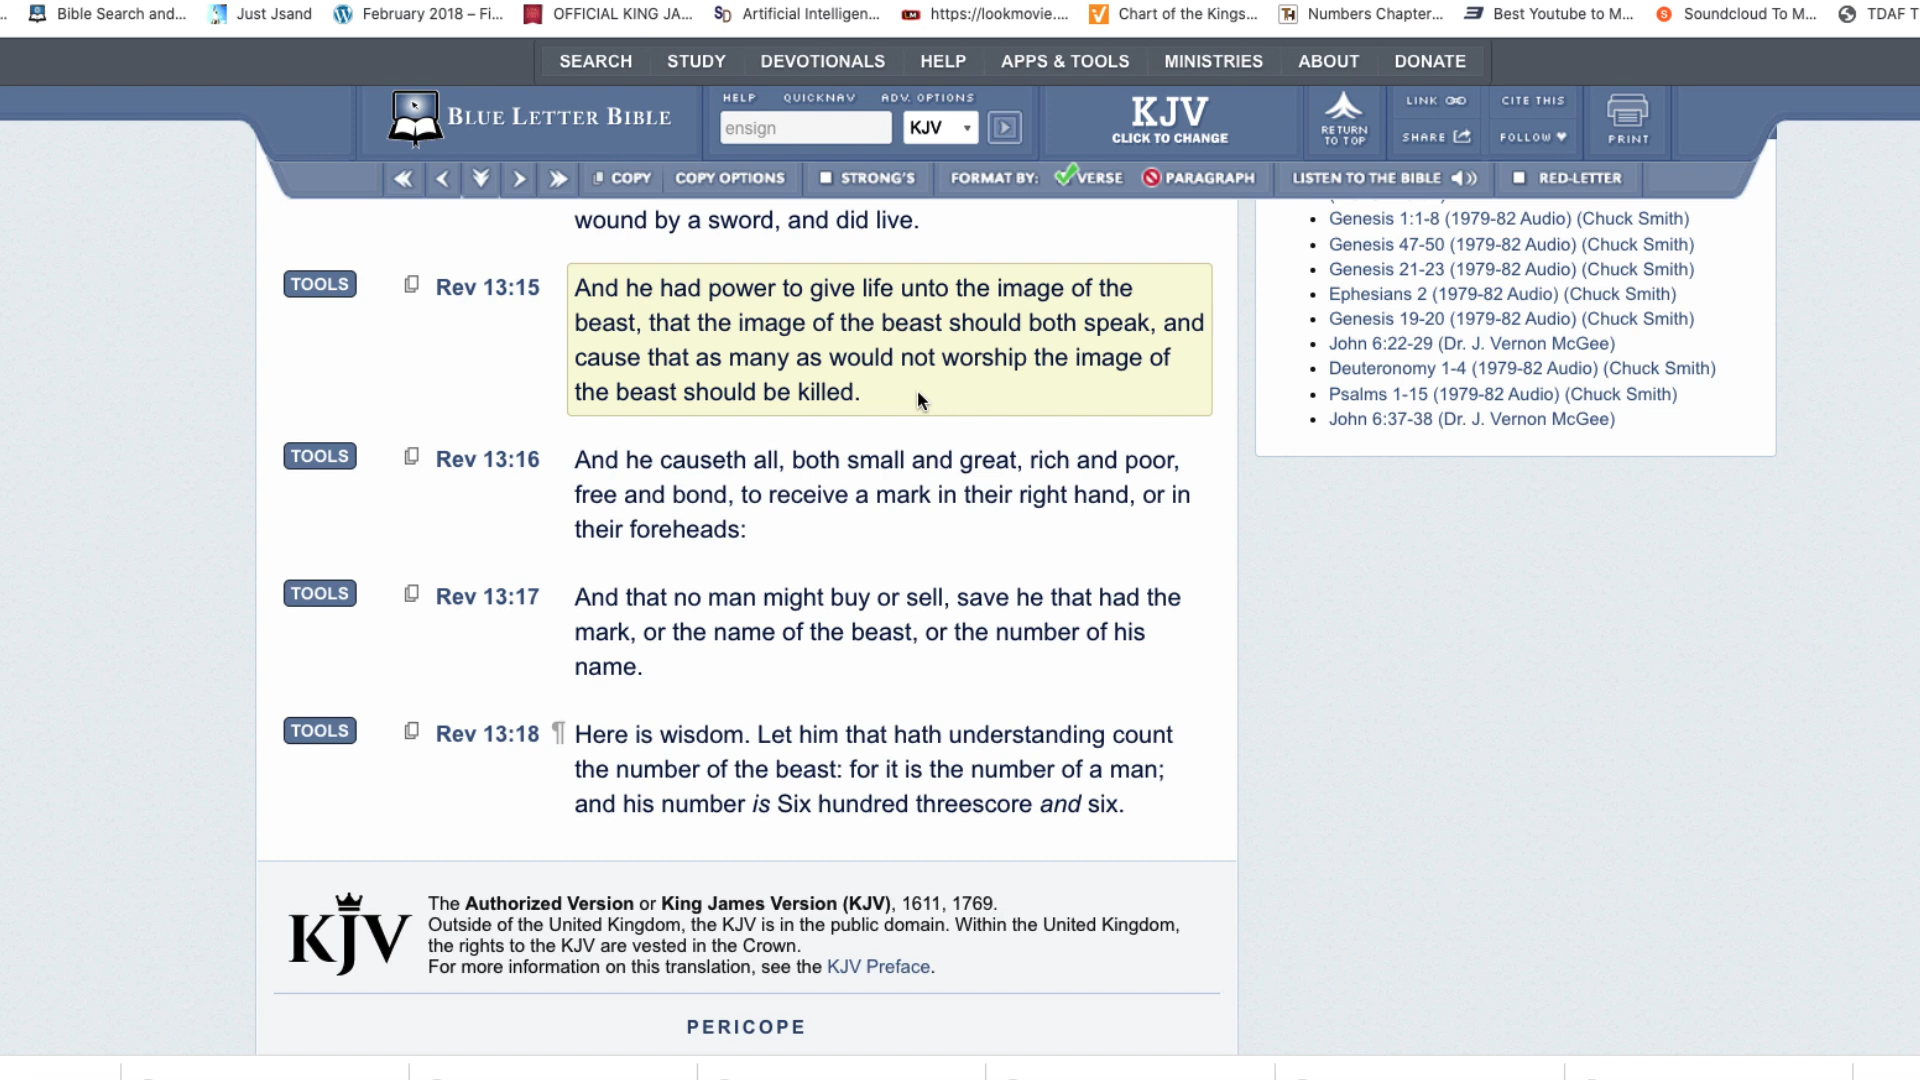 Bible Search and...
Just Jsand
February 2018 – Fi...
OFFICIAL KING JA...
Artificial Intelligen...
https://lookmovie....
Chart of the Kings...
Numbers Chapter...
Best Youtube to M...
Soundcloud To M...
TDAF T
SEARCH STUDY DEVOTIONALS HELP APPS & TOOLS MINISTRIES ABOUT DONATE
BLUE LETTER BIBLE
HELP QUICKNAV ADV. OPTIONS
ensign
KJV
KJV
CLICK TO CHANGE
RETURN
TO TOP
LINK
SHARE
CITE THIS
FOLLOW
PRINT
COPY
COPY OPTIONS
STRONG'S
FORMAT BY:
VERSE
PARAGRAPH
LISTEN TO THE BIBLE
RED-LETTER
wound by a sword, and did live.
TOOLS
Rev 13:15
And he had power to give life unto the image of the
beast, that the image of the beast should both speak, and
cause that as many as would not worship the image of
the beast should be killed.
TOOLS
Rev 13:16
And he causeth all, both small and great, rich and poor,
free and bond, to receive a mark in their right hand, or in
their foreheads:
TOOLS
Rev 13:17
And that no man might buy or sell, save he that had the
mark, or the name of the beast, or the number of his
name.
TOOLS
Rev 13:18
¶ Here is wisdom. Let him that hath understanding count
the number of the beast: for it is the number of a man;
and his number is Six hundred threescore and six.
KJV
The Authorized Version or King James Version (KJV), 1611, 1769.
Outside of the United Kingdom, the KJV is in the public domain. Within the United Kingdom,
the rights to the KJV are vested in the Crown.
For more information on this translation, see the KJV Preface.
PERICOPE
• Genesis 1:1-8 (1979-82 Audio) (Chuck Smith)
• Genesis 47-50 (1979-82 Audio) (Chuck Smith)
• Genesis 21-23 (1979-82 Audio) (Chuck Smith)
• Ephesians 2 (1979-82 Audio) (Chuck Smith)
• Genesis 19-20 (1979-82 Audio) (Chuck Smith)
• John 6:22-29 (Dr. J. Vernon McGee)
• Deuteronomy 1-4 (1979-82 Audio) (Chuck Smith)
• Psalms 1-15 (1979-82 Audio) (Chuck Smith)
• John 6:37-38 (Dr. J. Vernon McGee)